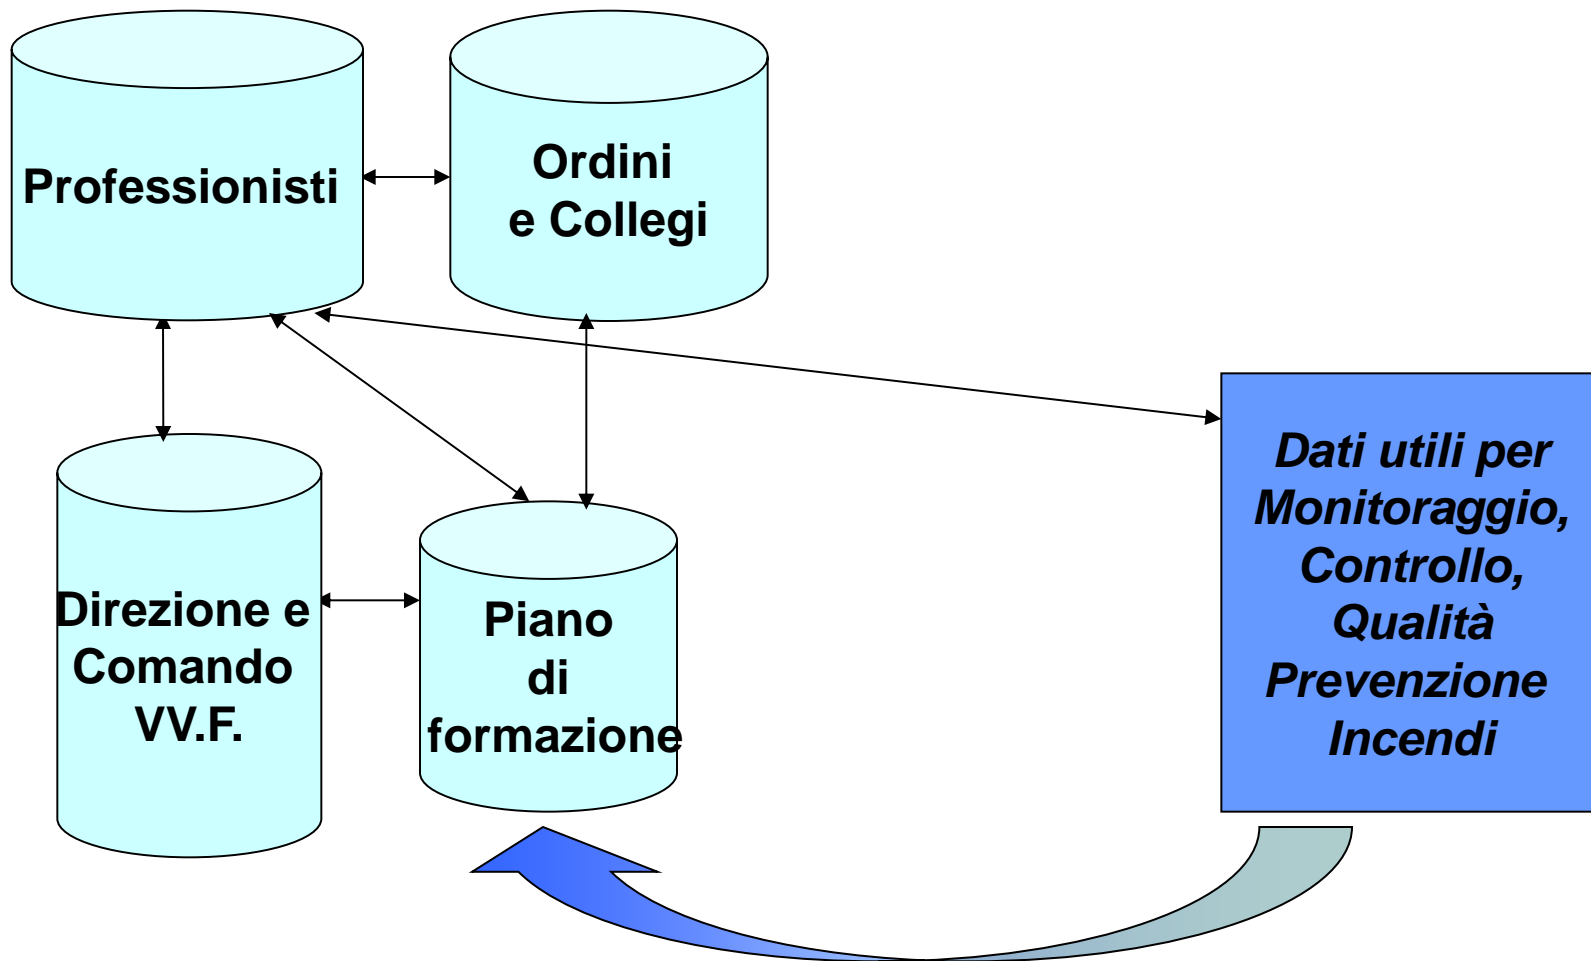 Professionisti
Ordini
e Collegi
Direzione e
Comando
VV.F.
Piano
di
formazione
Dati utili per
Monitoraggio,
Controllo,
Qualità
Prevenzione
Incendi